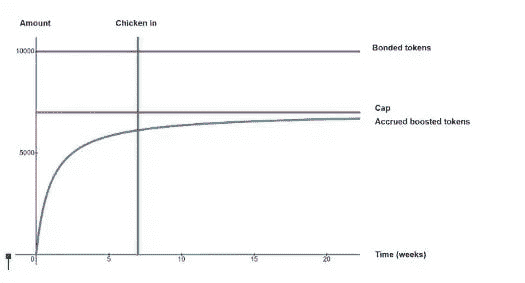 Amount
Chicken in
Bonded tokens
10000
Cap
Accrued boosted tokens
5000
Time (weeks)
0
5
10
15
20